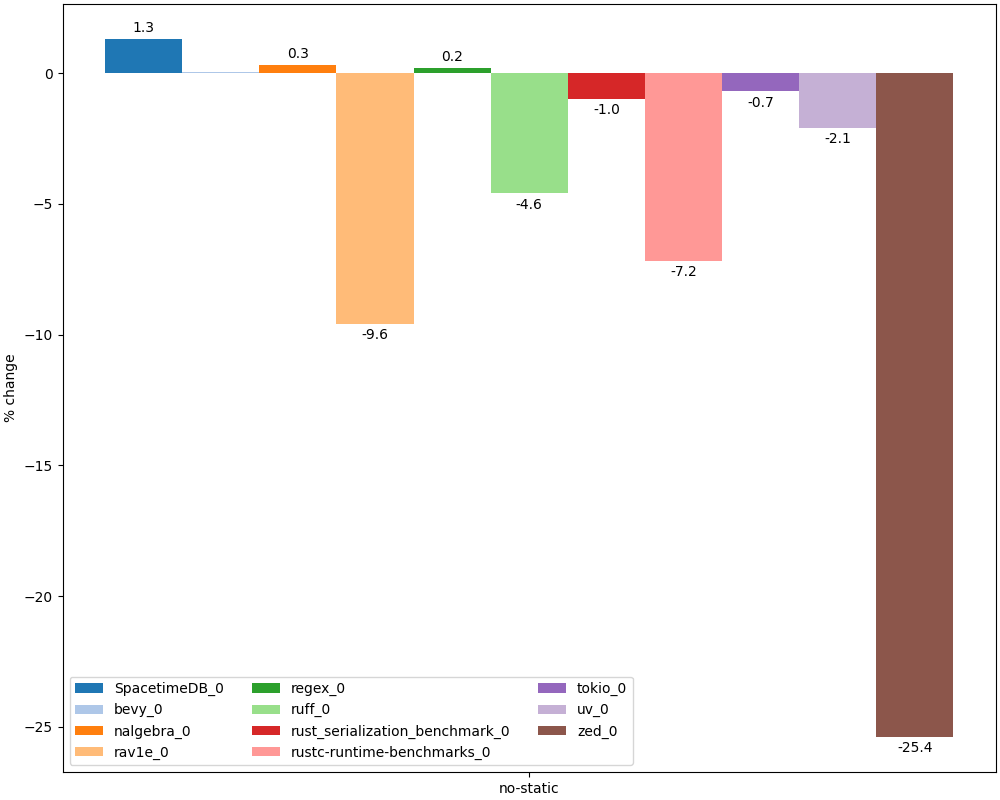 1.3
0.3
0.2
0
-1.0
-0.7
-2.1
-4.6
−5
-7.2
-9.6
−10
% change
−15
−20
SpacetimeDB_0 regex_0 tokio_0
bevy_0 ruff_0 uv_0
nalgebra_0 rust_serialization_benchmark_0 zed_0
rav1e_0 rustc-runtime-benchmarks_0
−25
-25.4
no-static